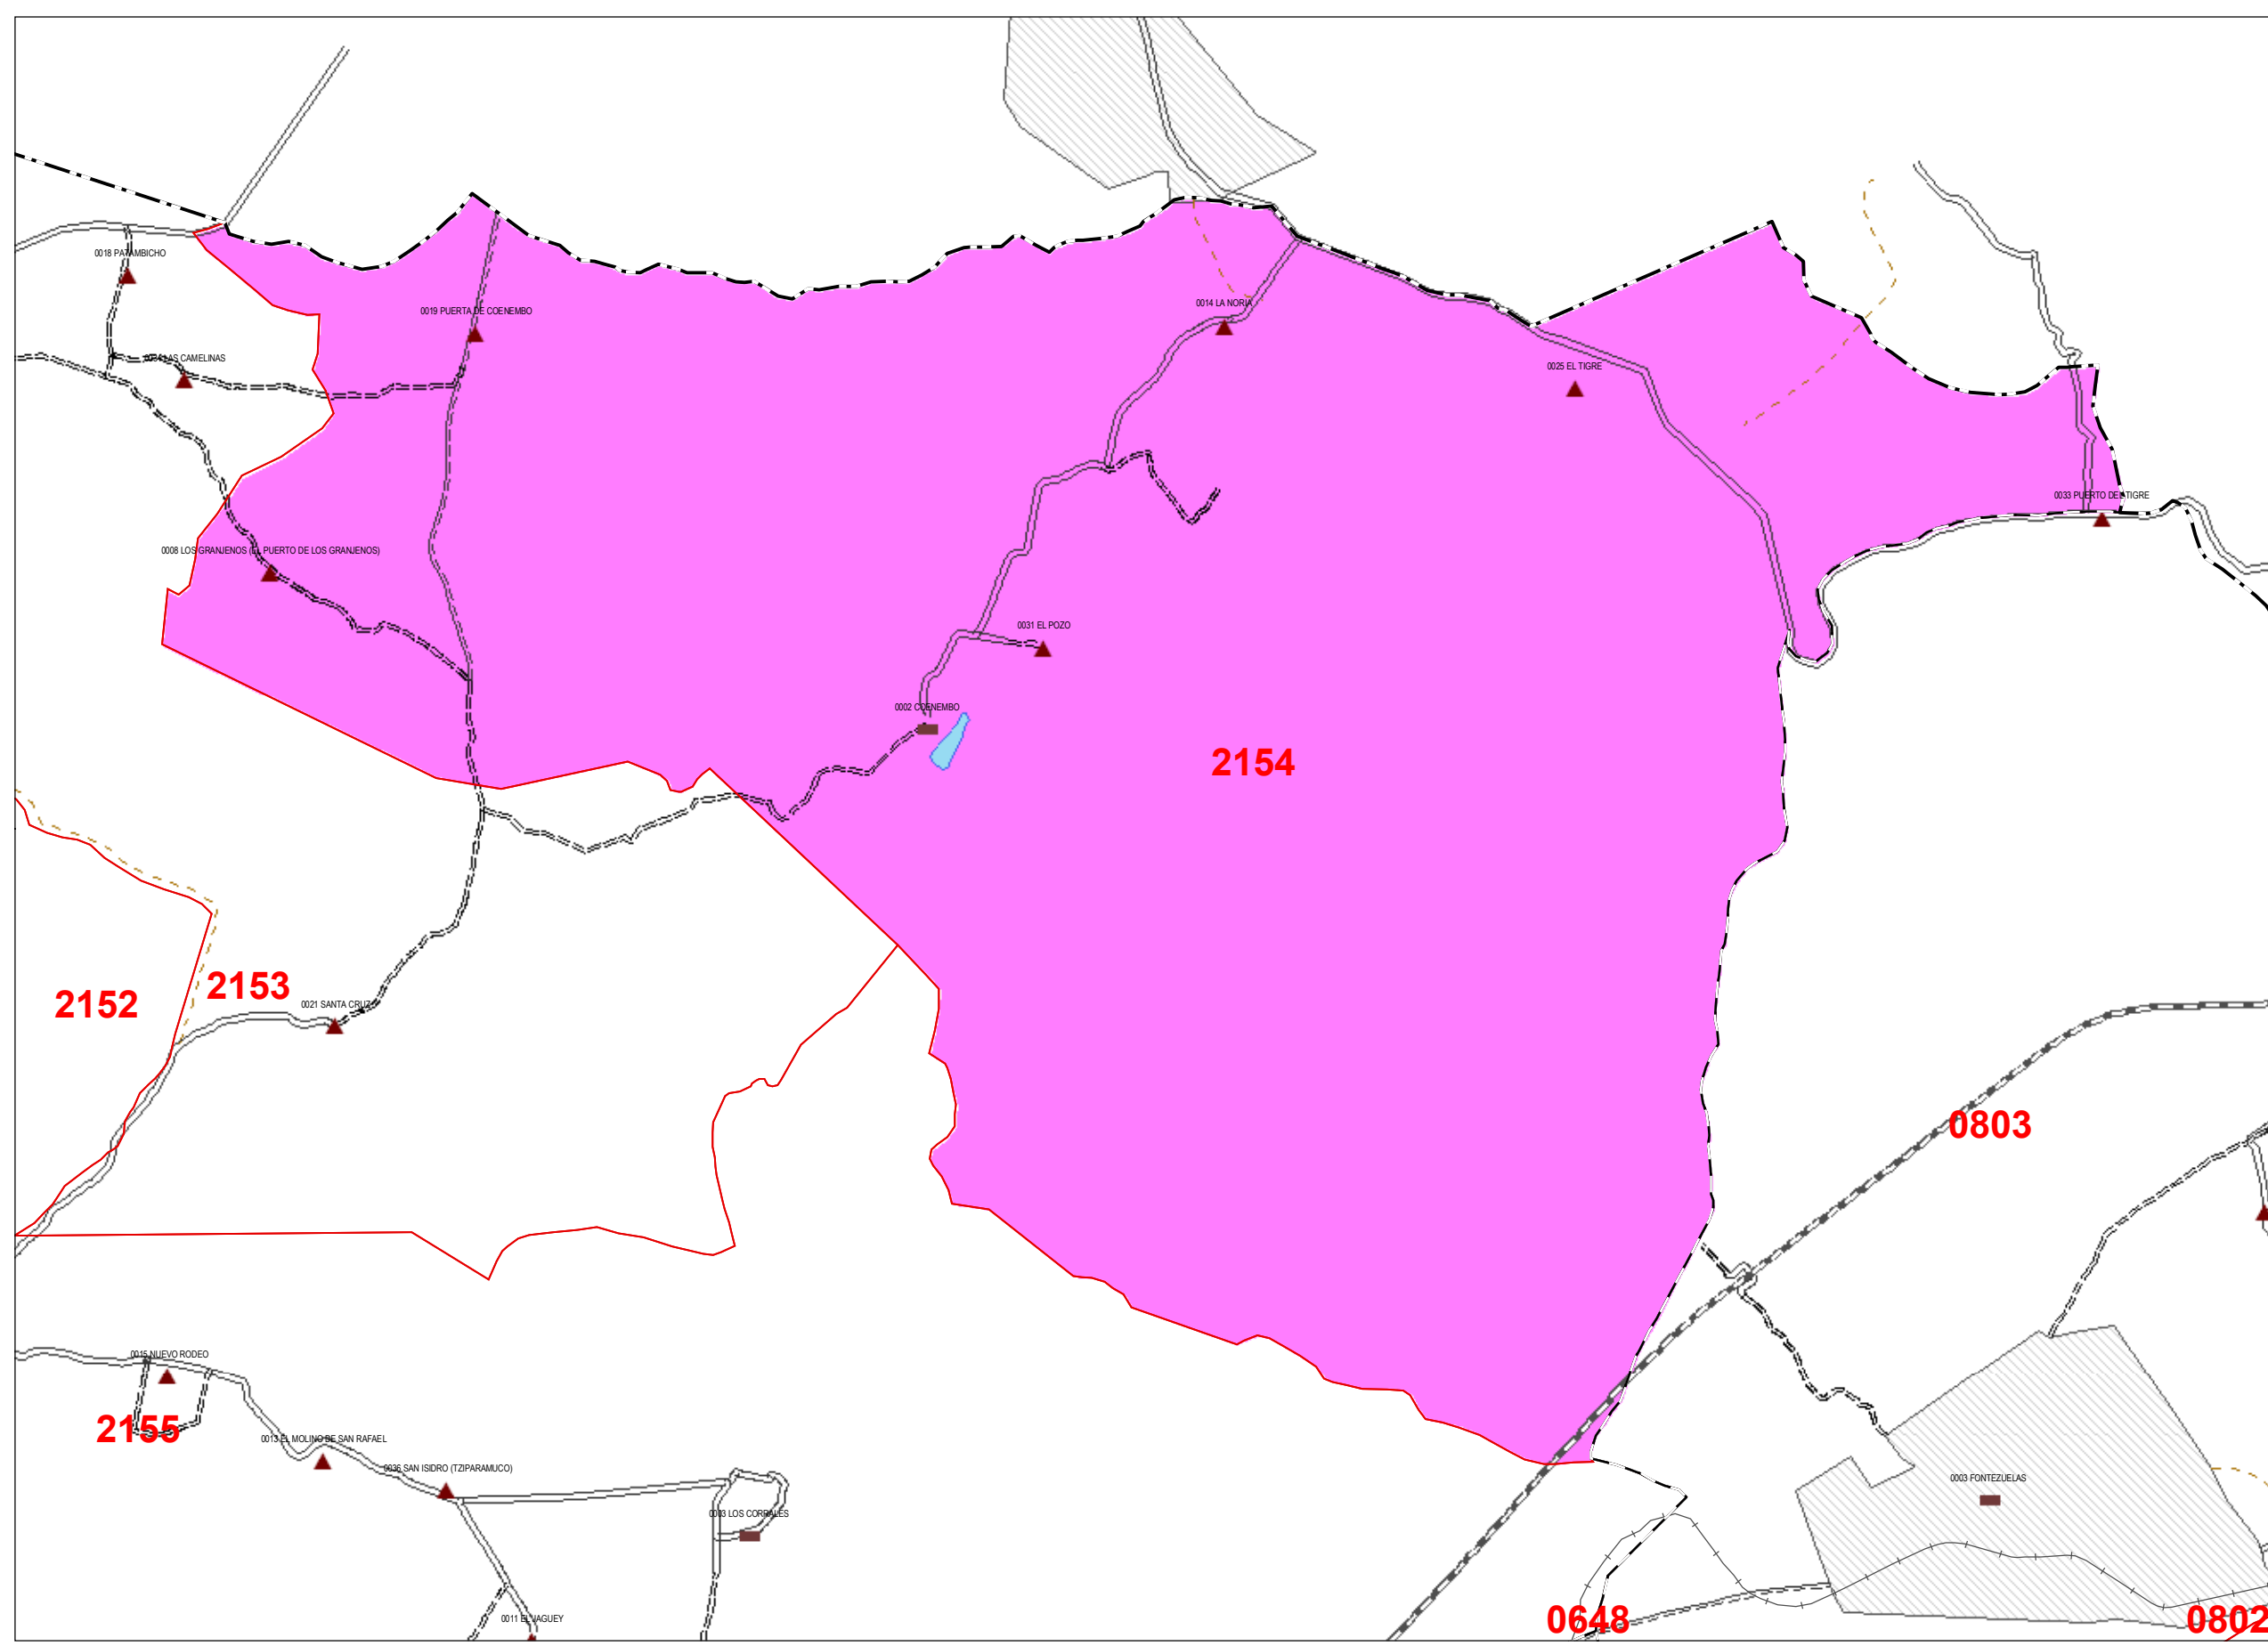 0018 PATAMBICHO
0019 PUERTA DE COENEMBO
0014 LA NORIA
LAS CAMELINAS
0025 EL TIGRE
0033 PUERTO DEL TIGRE
0008 LOS GRANJENOS (EL PUERTO DE LOS GRANJENOS)
0031 EL POZO
0002 COENEMBO
2154
2153
2152
0021 SANTA CRUZ
0803
0015 NUEVO RODEO
2155
0013 EL MOLINO DE SAN RAFAEL
0036 SAN ISIDRO (TZIPARAMUCO)
0003 FONTEZUELAS
0003 LOS CORRALES
0011 EL JAGUEY
0648
0802